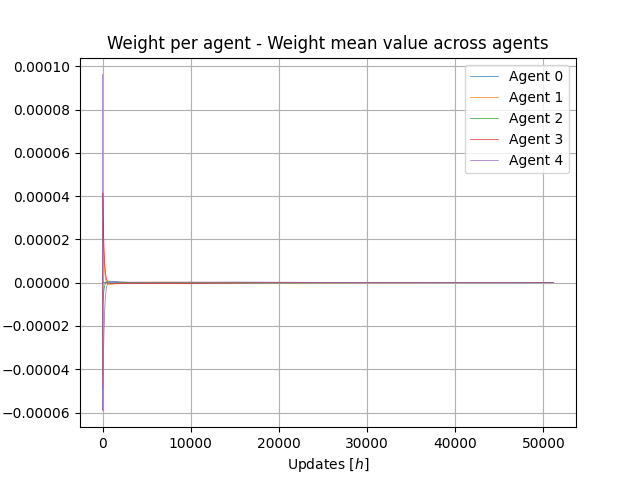 Weight per agent - Weight mean value across agents
0.00010
0.00008
0.00006
0.00004
0.00002
0.00000
−0.00002
−0.00004
−0.00006
Agent 0
Agent 1
Agent 2
Agent 3
Agent 4
0 10000 20000 30000 40000 50000
Updates [h]